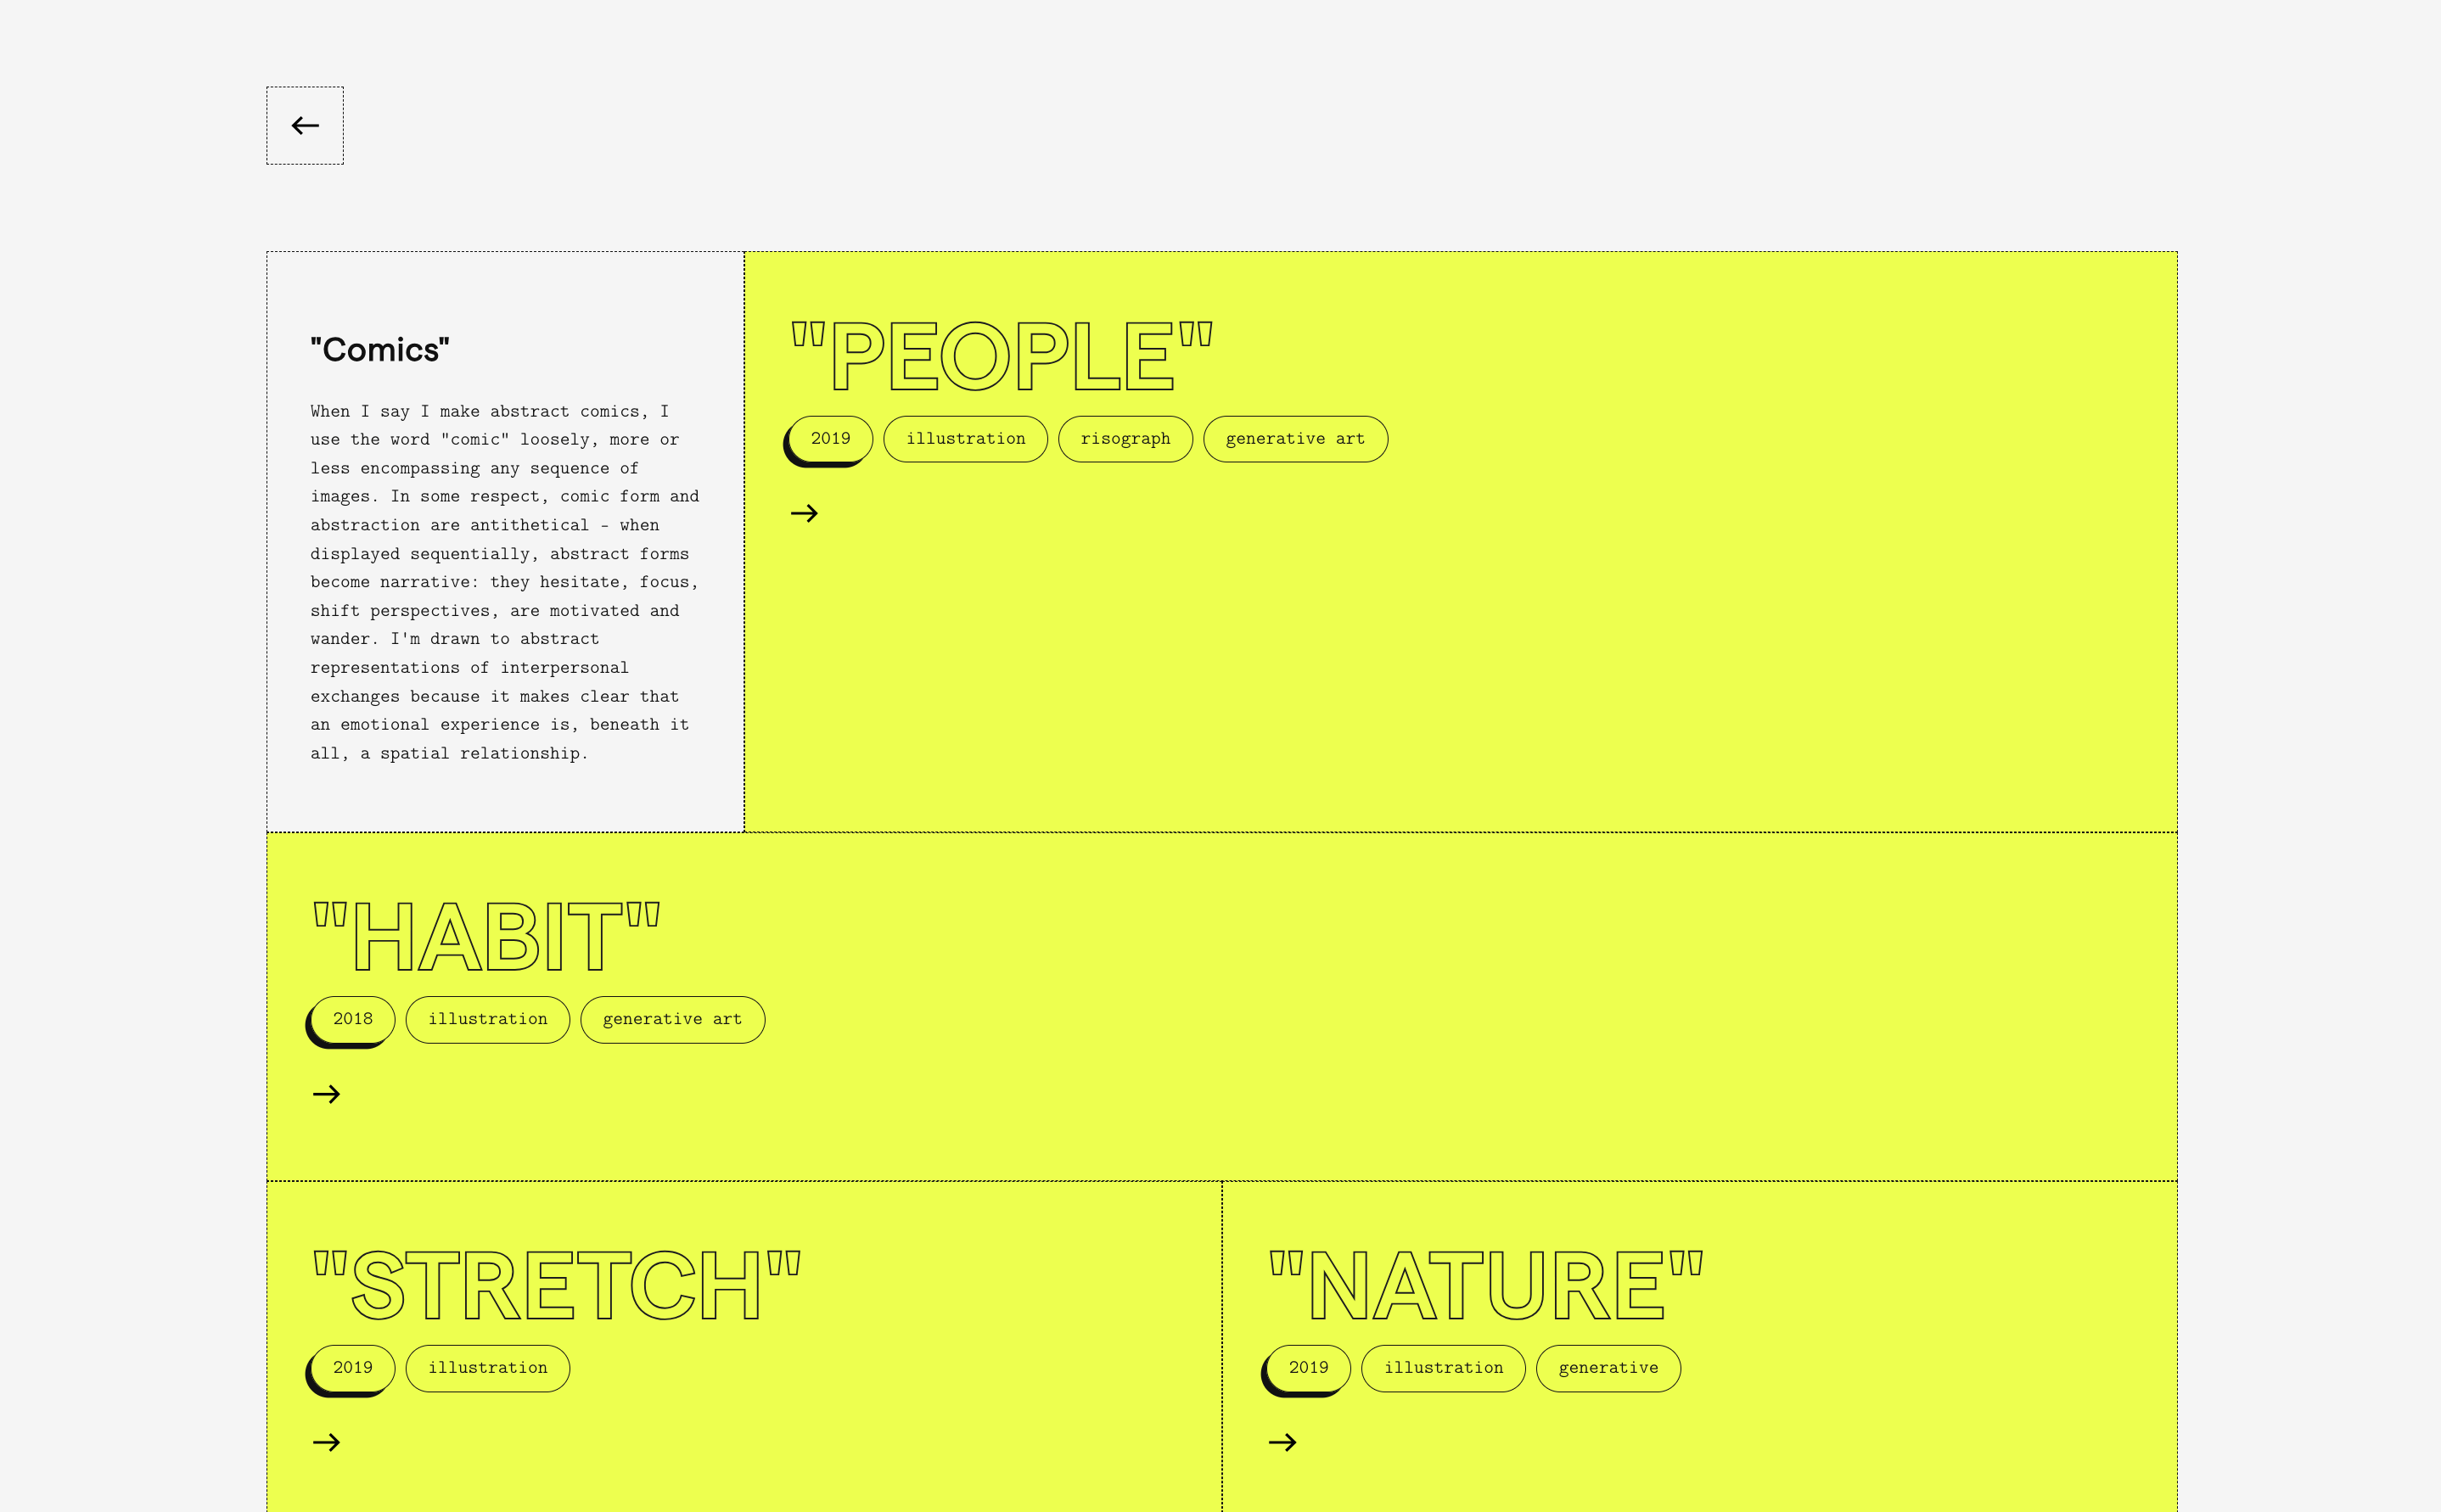 "Comics"
When I say I make abstract comics, I
use the word "comic" loosely, more or
less encompassing any sequence of
images. In some respect, comic form and
abstraction are antithetical - when
displayed sequentially, abstract forms
become narrative: they hesitate, focus,
shift perspectives, are motivated and
wander. I'm drawn to abstract
representations of interpersonal
exchanges because it makes clear that
an emotional experience is, beneath it
all, a spatial relationship.
"PEOPLE"
2019 illustration risograph generative art
"HABIT"
2018 illustration generative art
"STRETCH"
2019 illustration
"NATURE"
2019 illustration generative